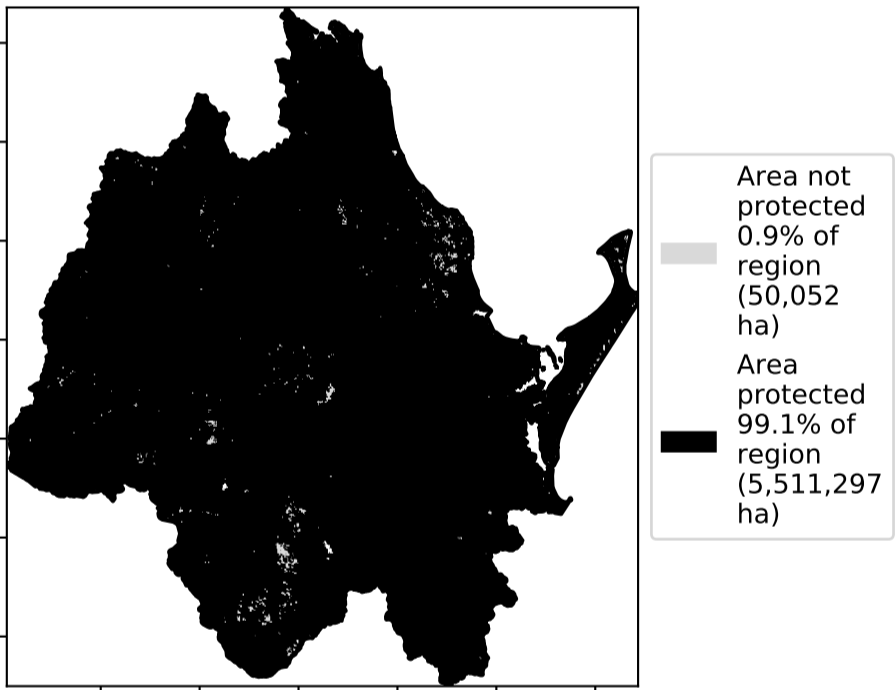 Area not
protected
0.9% of
region
(50,052
ha)
Area
protected
99.1% of
region
(5,511,297
ha)